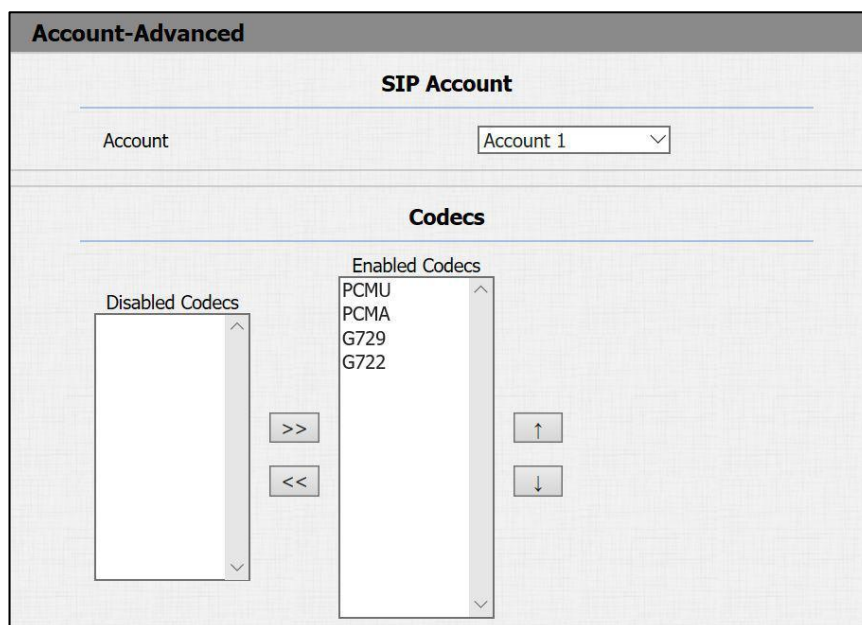 Account-Advanced
SIP Account
Account
Account 1
Codecs
Disabled Codecs
Enabled Codecs
PCMU
PCMA
G729
G722
>>
<<
↑
↓